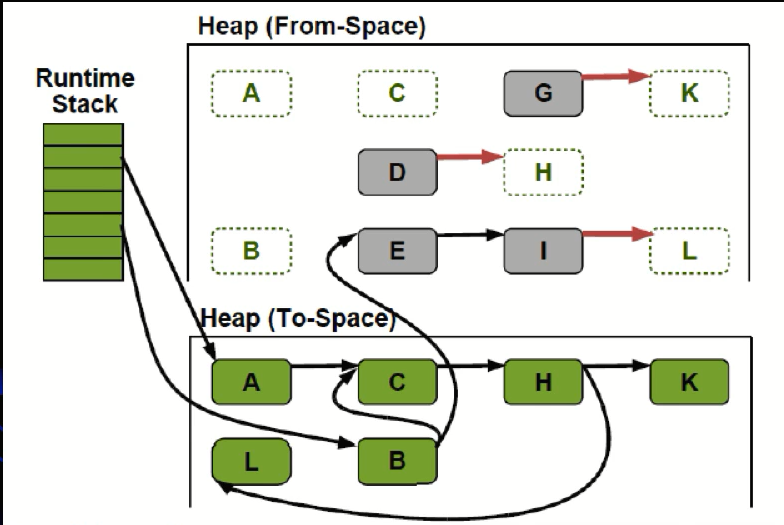 Heap (From-Space)
Runtime
Stack
A
C
G
K
D
H
B
E
I
L
Heap (To-Space)
A
C
H
K
L
B